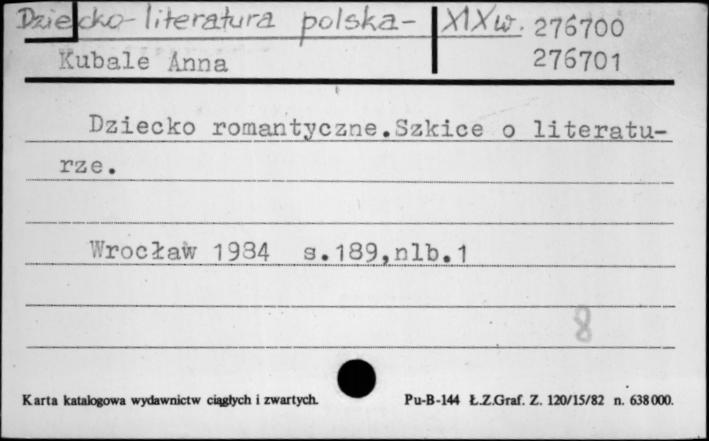 Dziecko - literatura polska - XIX w. 276700
Kubale Anna 276701
Dziecko romantyczne.Szkice o literatu-
rze.
Wrocław 1984 s.189,nlb.1
8
Karta katalogowa wydawnictw ciągłych i zwartych. Pu-B-144 Ł.Z.Graf. Z. 120/15/82 n. 638000.